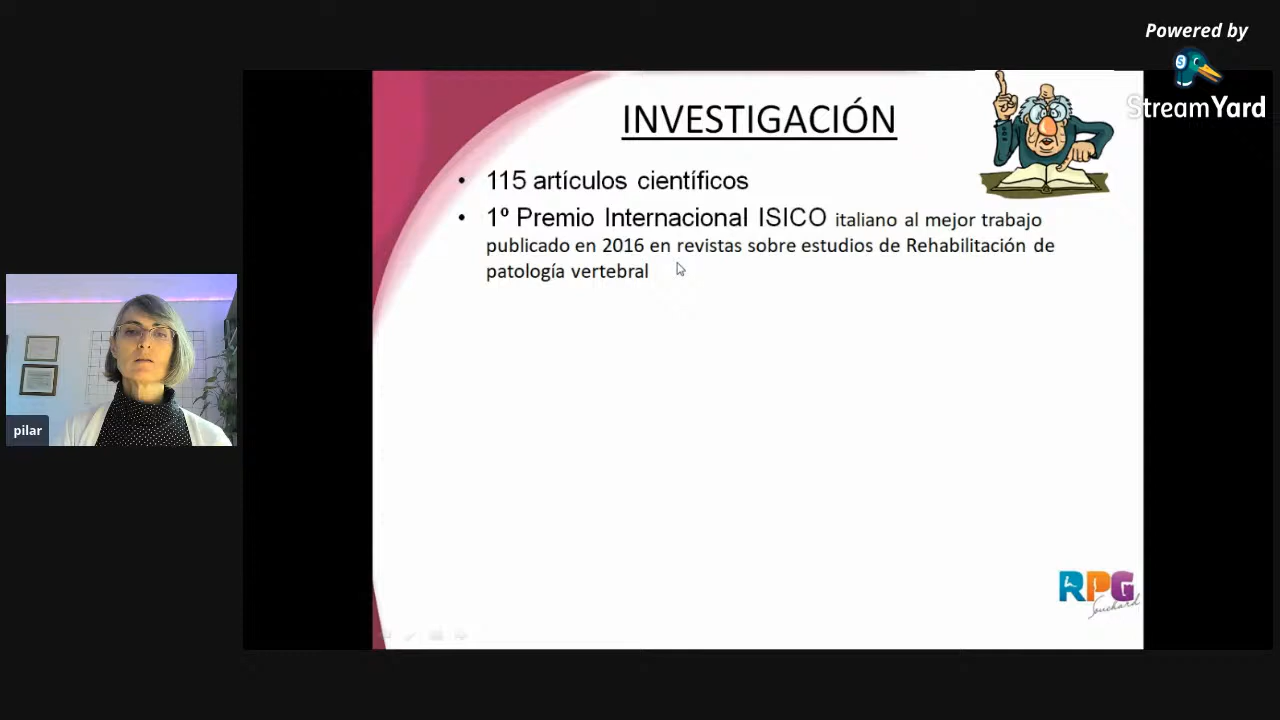 Powered by
StreamYard
INVESTIGACIÓN
• 115 artículos científicos
• 1º Premio Internacional ISICO italiano al mejor trabajo
publicado en 2016 en revistas sobre estudios de Rehabilitación de
patología vertebral
pilar
RPG
Souchard